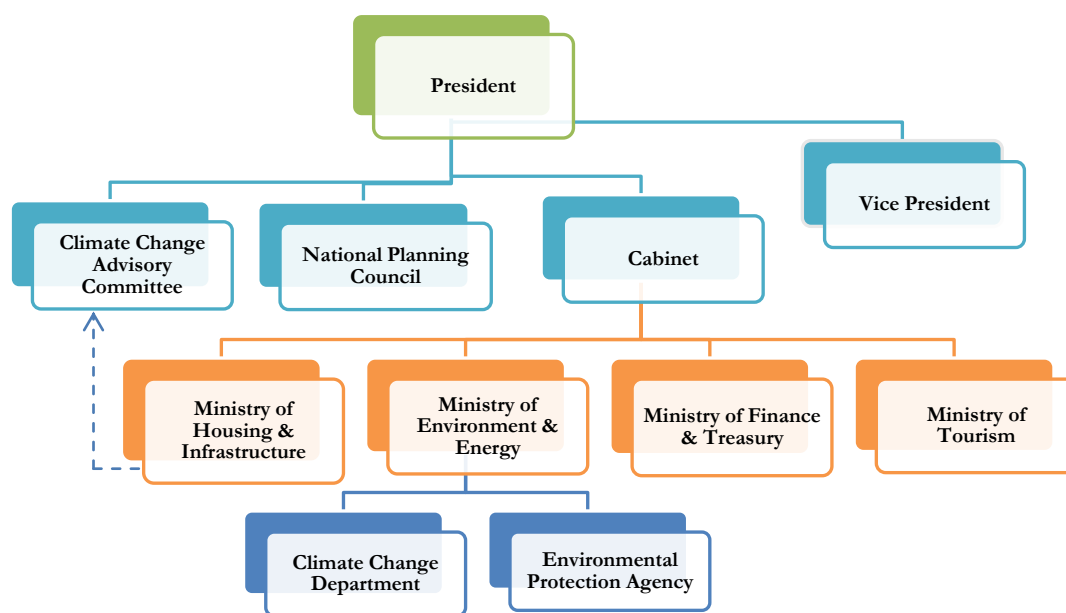 President
Vice President
Climate Change
Advisory
Committee
National Planning
Council
Cabinet
Ministry of
Housing &
Infrastructure
Ministry of
Environment &
Energy
Ministry of Finance
& Treasury
Ministry of
Tourism
Climate Change
Department
Environmental
Protection Agency